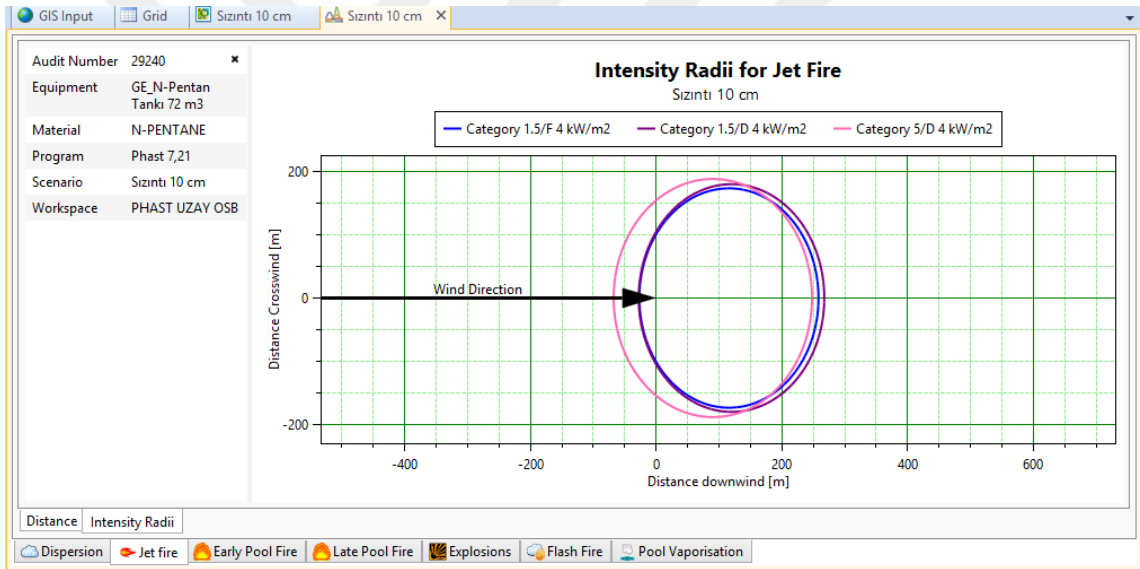 GIS Input
Grid
Sızıntı 10 cm
Sızıntı 10 cm
Audit Number 29240
Equipment GE_N-Pentan
Tankı 72 m3
Material N-PENTANE
Program Phast 7,21
Scenario Sızıntı 10 cm
Workspace PHAST UZAY OSB
Intensity Radii for Jet Fire
Sızıntı 10 cm
Category 1.5/F 4 kW/m2
Category 1.5/D 4 kW/m2
Category 5/D 4 kW/m2
200
0
-200
Distance Crosswind [m]
Wind Direction
-400 -200 0 200 400 600
Distance downwind [m]
Distance
Intensity Radii
Dispersion
Jet fire
Early Pool Fire
Late Pool Fire
Explosions
Flash Fire
Pool Vaporisation